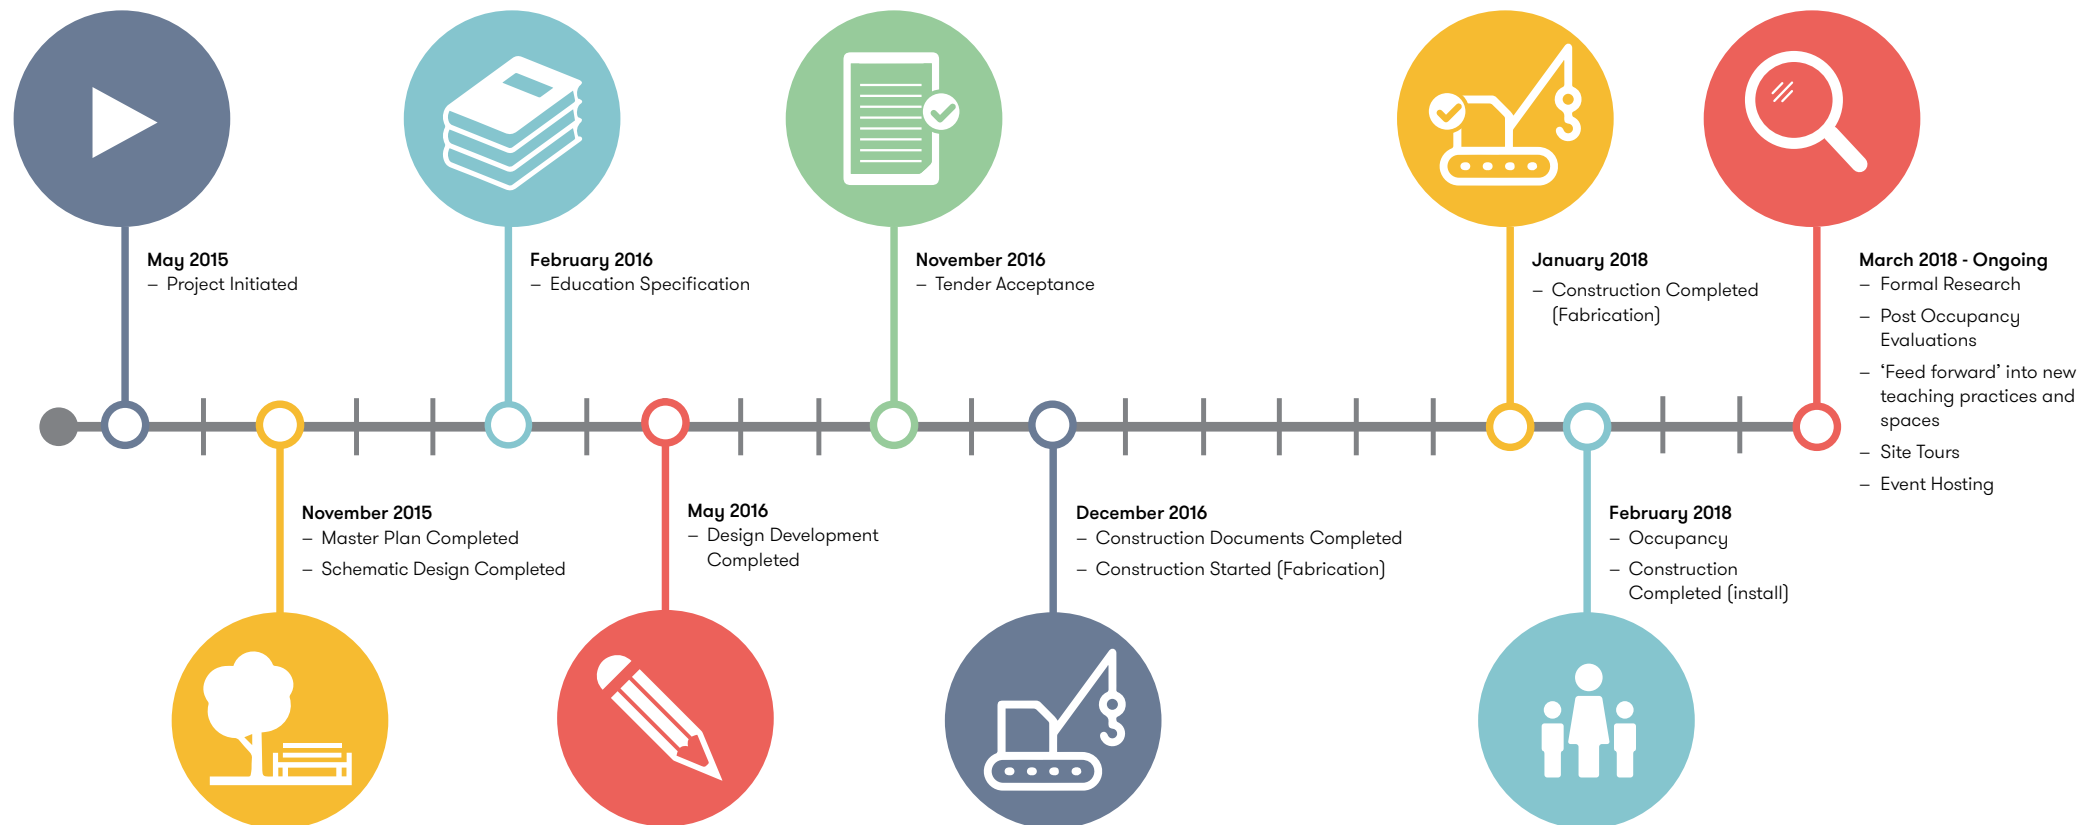 May 2015
– Project Initiated
February 2016
– Education Specification
November 2016
– Tender Acceptance
January 2018
– Construction Completed
(Fabrication)
March 2018 - Ongoing
– Formal Research
– Post Occupancy
Evaluations
– ‘Feed forward’ into new
teaching practices and
spaces
– Site Tours
– Event Hosting
November 2015
– Master Plan Completed
– Schematic Design Completed
May 2016
– Design Development
Completed
December 2016
– Construction Documents Completed
– Construction Started (Fabrication)
February 2018
– Occupancy
– Construction
Completed (install)